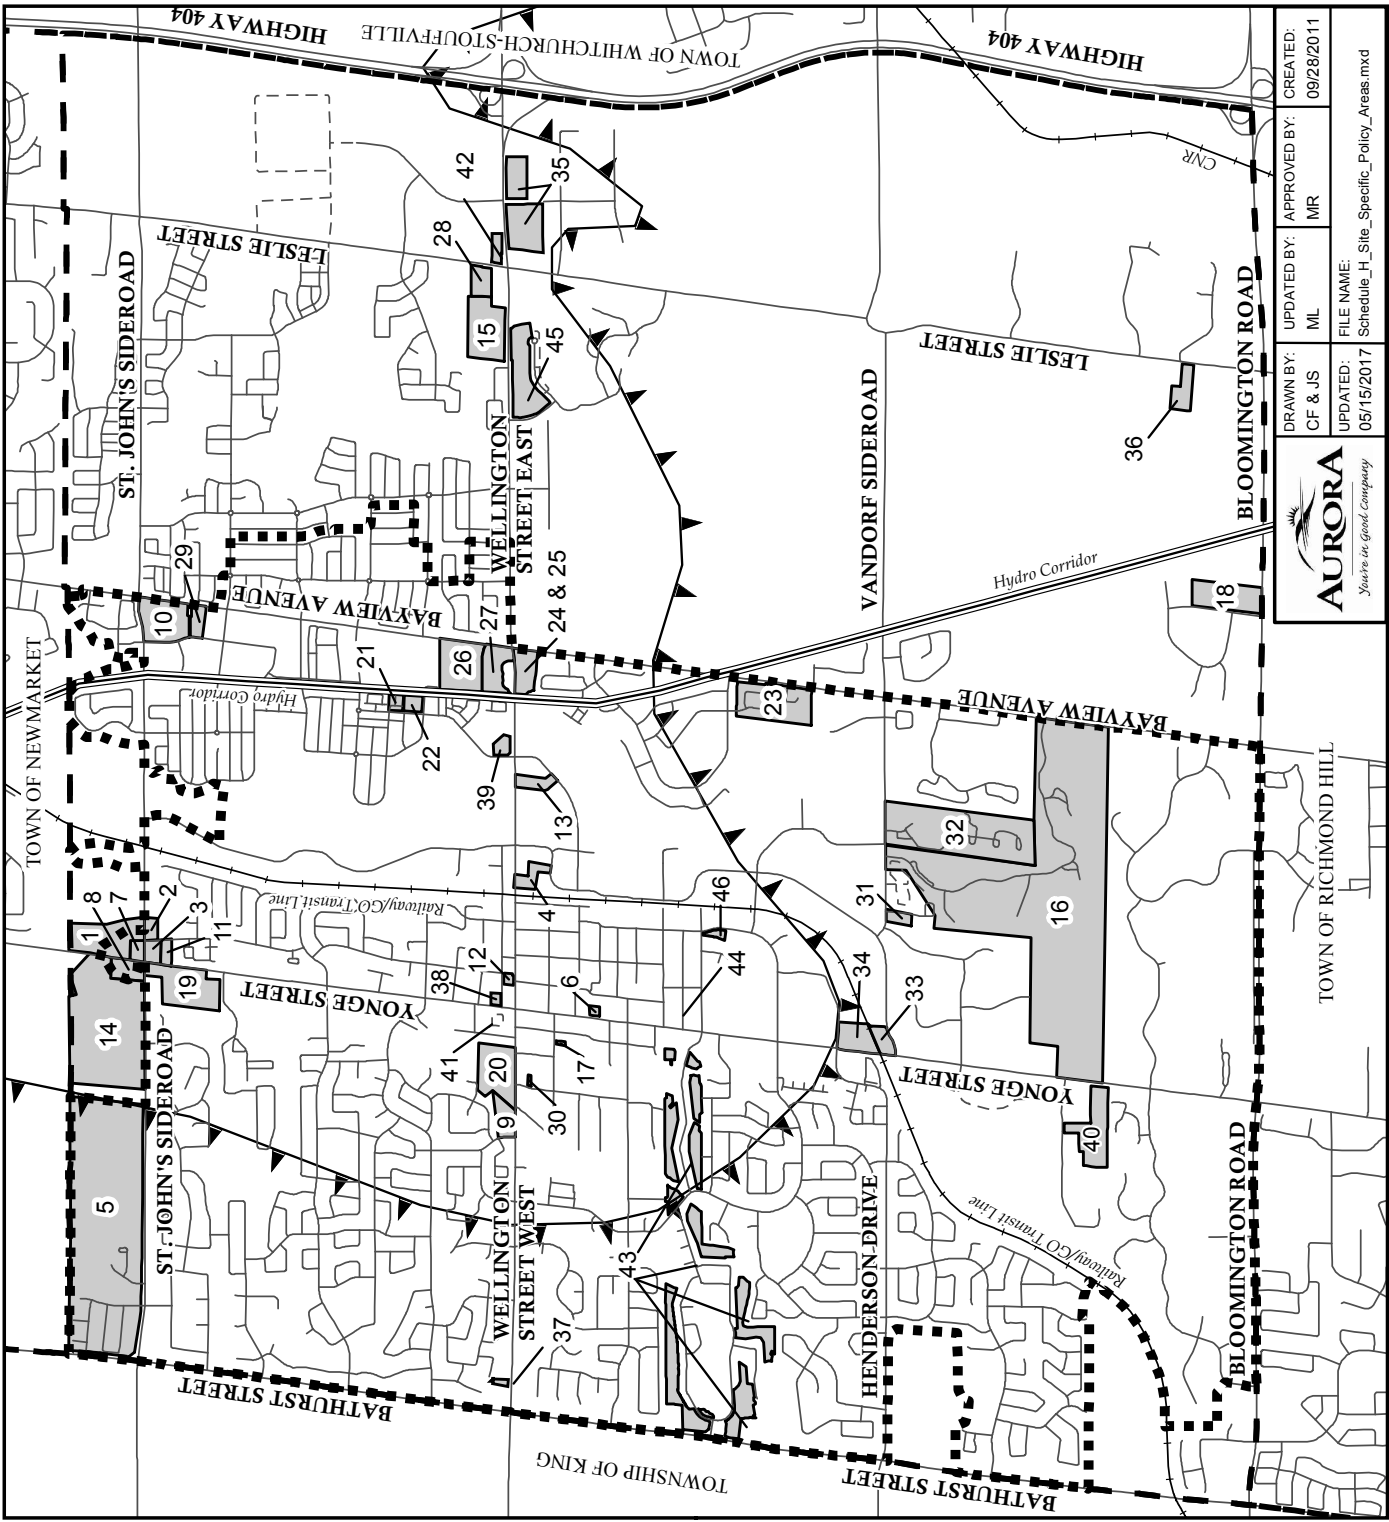 HIGHWAY 404
TOWN OF WHITCHURCH-STOUFFVILLE
HIGHWAY 404
CNR
42
35
28
15
45
LESLIE STREET
ST. JOHN'S SIDEROAD
LESLIE STREET
36
WELLINGTON
STREET EAST
VANDORF SIDEROAD
BLOOMINGTON ROAD
29
10
BAYVIEW AVENUE
27
24 & 25
26
21
22
Hydro Corridor
Hydro Corridor
18
TOWN OF NEWMARKET
23
BAYVIEW
AVENUE
39
13
32
8
7
1
2
3
11
Railway/GO Transit Line
4
46
31
16
TOWN OF RICHMOND HILL
14
19
YONGE STREET
38
12
6
44
34
33
41
20
9
17
30
YONGE STREET
40
5
ST. JOHN'S SIDEROAD
WELLINGTON
STREET WEST
43
HENDERSON DRIVE
Railway/GO Transit Line
BLOOMINGTON ROAD
37
BATHURST STREET
TOWNSHIP OF KING
BATHURST STREET
AURORA
You're in Good Company
DRAWN BY:
CF & JS
UPDATED BY:
ML
APPROVED BY:
MR
CREATED:
09/28/2011
UPDATED:
05/15/2017
FILE NAME:
Schedule_H_Site_Specific_Policy_Areas.mxd